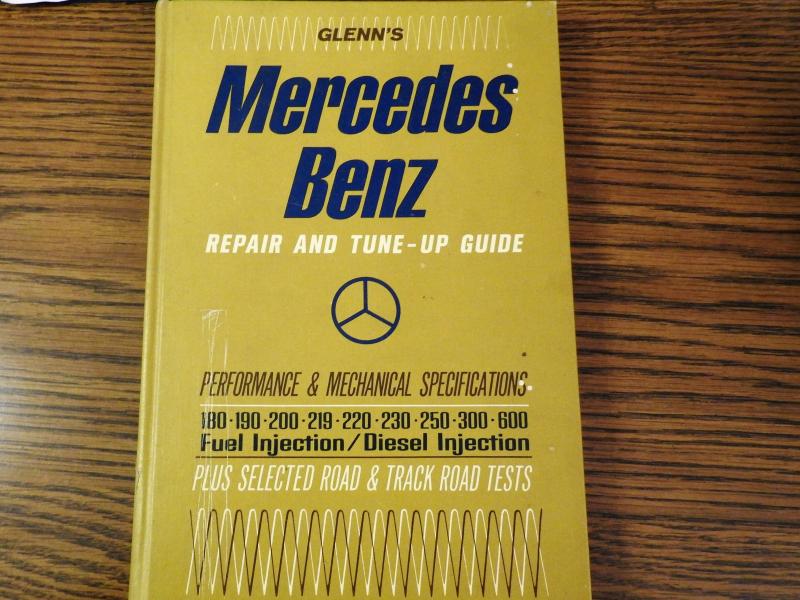 GLENN'S
Mercedes
Benz
REPAIR AND TUNE-UP GUIDE
PERFORMANCE & MECHANICAL SPECIFICATIONS
180·190·200·219·220·230·250·300·600
Fuel Injection/Diesel Injection
PLUS SELECTED ROAD & TRACK ROAD TESTS